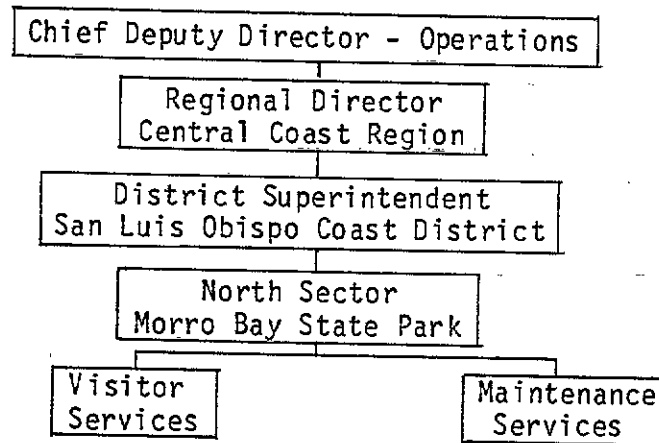 Chief Deputy Director - Operations
Regional Director
Central Coast Region
District Superintendent
San Luis Obispo Coast District
North Sector
Morro Bay State Park
Visitor
Services
Maintenance
Services